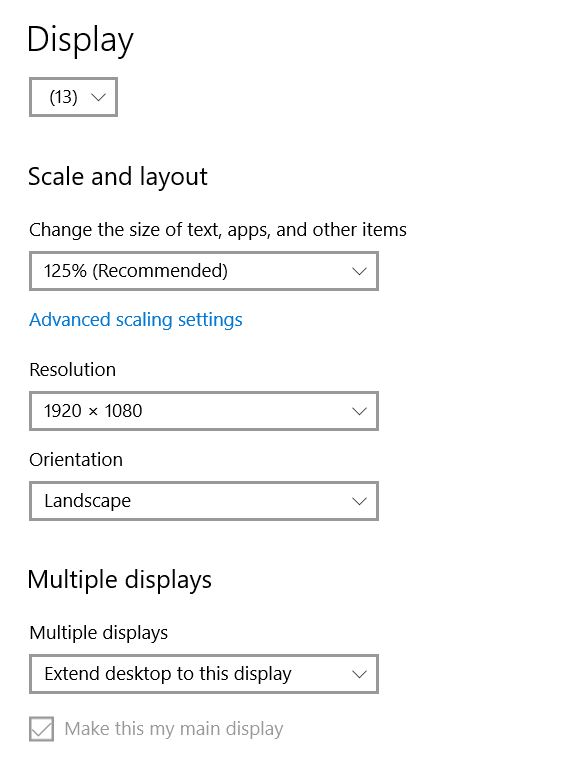 Display
(13)
Scale and layout
Change the size of text, apps, and other items
125% (Recommended)
Advanced scaling settings
Resolution
1920 × 1080
Orientation
Landscape
Multiple displays
Multiple displays
Extend desktop to this display
Make this my main display